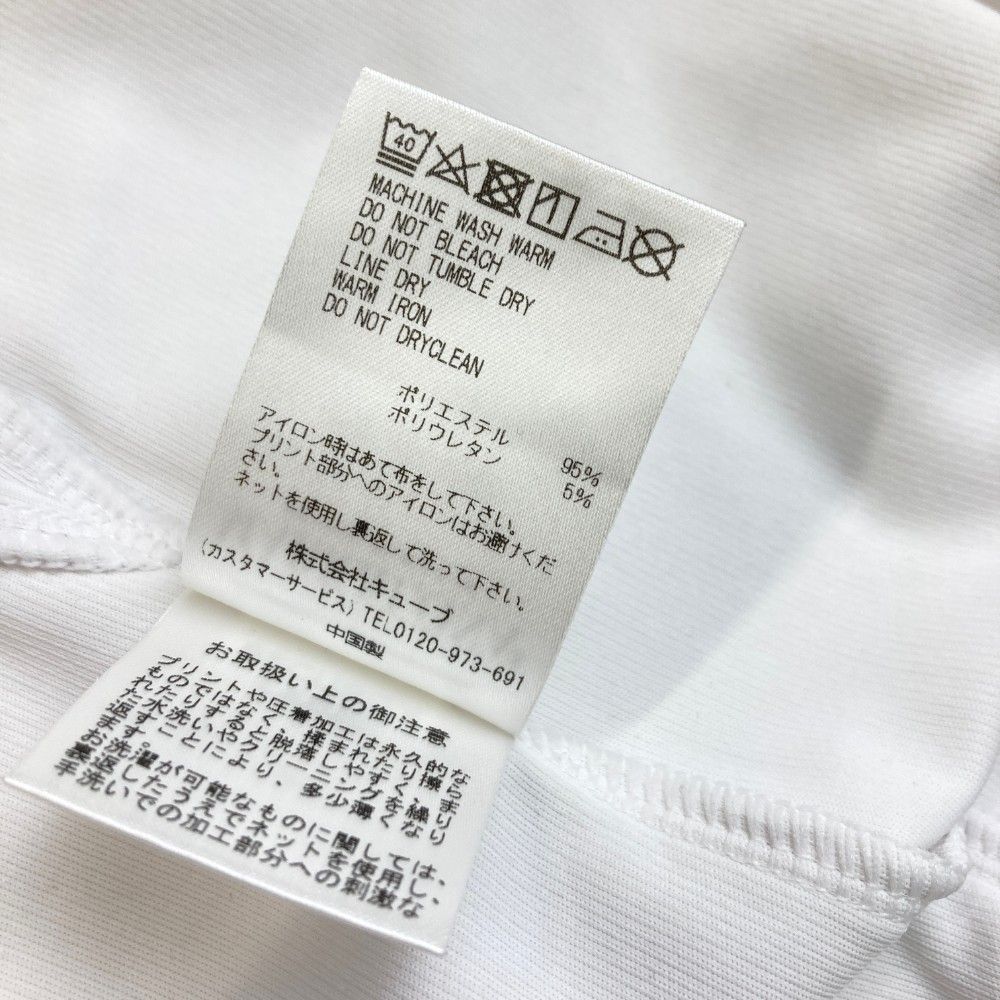 40
MACHINE WASH WARM
DO NOT BLEACH
DO NOT TUMBLE DRY
LINE DRY
WARM IRON
DO NOT DRYCLEAN
ポリエステル 95%
ポリウレタン 5%
アイロン時はあて布をして下さい。
プリント部分へのアイロンはお避けくだ
さい。
ネットを使用し裏返して洗って下さい。
株式会社キューブ
(カスタマーサービス) TEL0120-973-691
中国製
お取扱い上の御注意
プリントや圧着加工は永久的なら
ものではなく、揉まれたり擦まり
れたりすると脱落しやすく、繰り
た水洗いやクリーニングをくな
返すことにより、多少薄く
ます。
お洗濯が可能なものに関しては、
裏返したうえでネットを使用し、
手洗いでの加工部分への刺激な